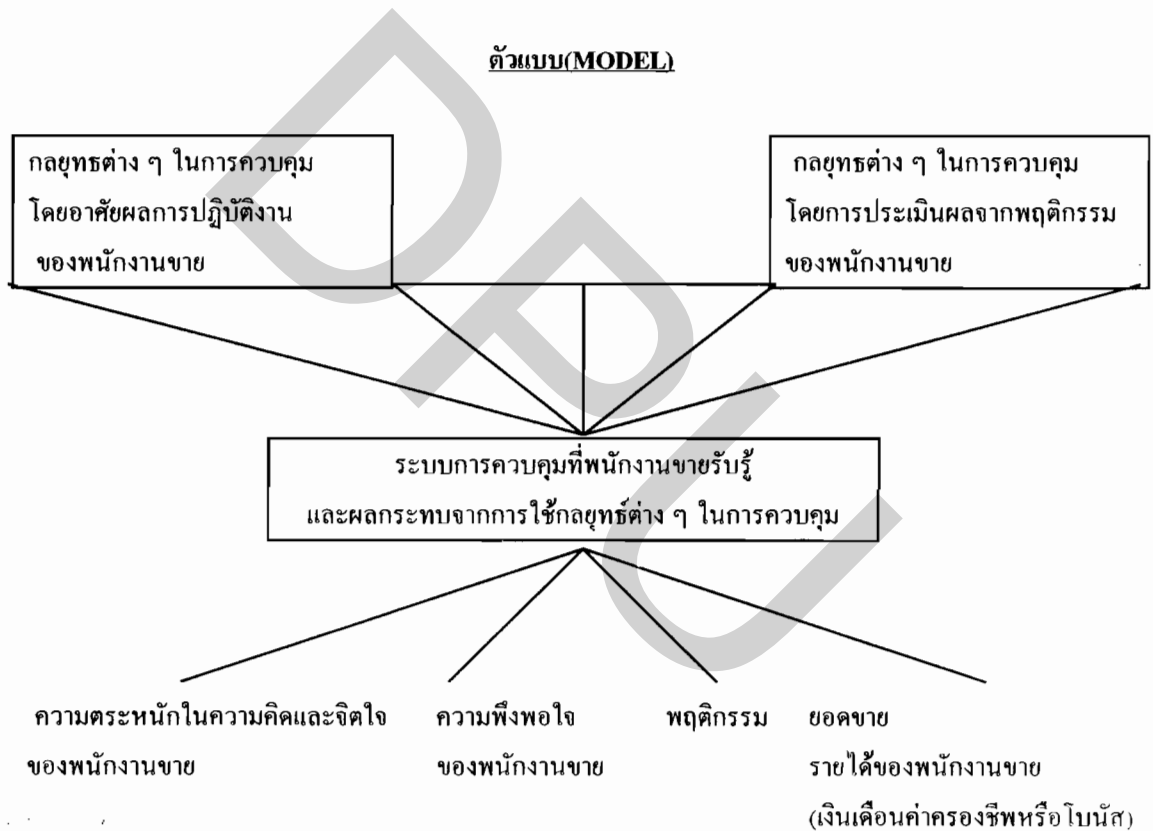 ตัวแบบ(MODEL)
กลยุทธต่าง ๆ ในการควบคุม
โดยอาศัยผลการปฏิบัติงาน
ของพนักงานขาย
กลยุทธต่าง ๆ ในการควบคุม
โดยการประเมินผลจากพฤติกรรม
ของพนักงานขาย
ระบบการควบคุมที่พนักงานขายรับรู้
และผลกระทบจากการใช้กลยุทธ์ต่าง ๆ ในการควบคุม
ความตระหนักในความคิดและจิตใจ
ของพนักงานขาย
ความพึงพอใจ
ของพนักงานขาย
พฤติกรรม
ยอดขาย
รายได้ของพนักงานขาย
(เงินเดือนค่าครองชีพหรือโบนัส)
DPU